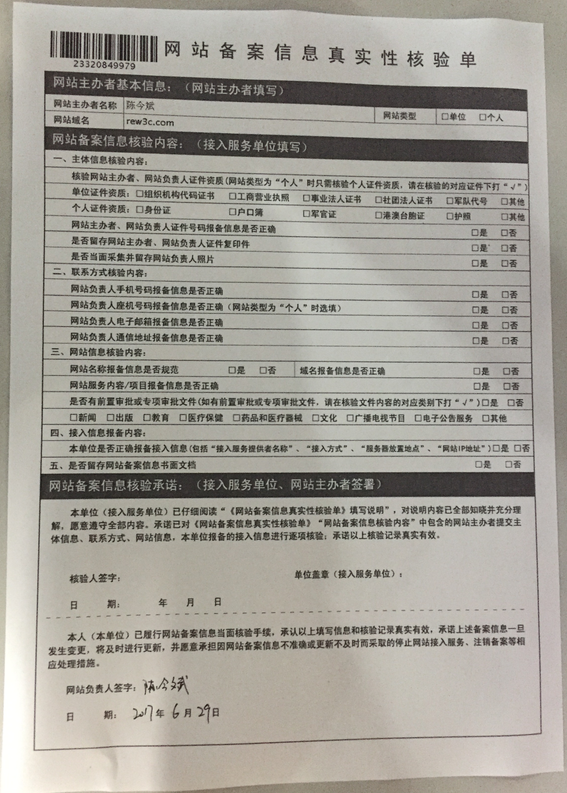 23320849979
网站备案信息真实性核验单
网站主办者基本信息：（网站主办者填写）
网站主办者名称 陈今斌 网站类型 □单位 □个人
网站域名 rew3c.com
网站备案信息核验内容：（接入服务单位填写）
一、主体信息核验内容：
核验网站主办者、网站负责人证件资质(网站类型为“个人”时只需核验个人证件资质，请在核验的对应证件下打“√”)
单位证件资质：□组织机构代码证书 □工商营业执照 □事业法人证书 □社团法人证书 □军队代号 □其他
个人证件资质：□身份证 □户口簿 □军官证 □港澳台胞证 □护照 □其他
网站主办者、网站负责人证件号码报备信息是否正确 □是 □否
是否留存网站主办者、网站负责人证件复印件 □是 □否
是否当面采集并留存网站负责人照片 □是 □否
二、联系方式核验内容：
网站负责人手机号码报备信息是否正确 □是 □否
网站负责人座机号码报备信息是否正确（网站类型为“个人”时选填） □是 □否
网站负责人电子邮箱报备信息是否正确 □是 □否
网站负责人通信地址报备信息是否正确 □是 □否
三、网站信息核验内容：
网站名称报备信息是否规范 □是 □否 域名报备信息是否正确 □是 □否
网站服务内容/项目报备信息是否正确 □是 □否
是否有前置审批或专项审批文件(如有前置审批或专项审批文件，请在核验文件内容的对应类别下打“√”) □是 □否
□新闻 □出版 □教育 □医疗保健 □药品和医疗器械 □文化 □广播电视节目 □电子公告服务 □其他
四、接入信息报备内容：
本单位是否正确报备接入信息(包括“接入服务提供者名称”、“接入方式”、“服务器放置地点”、“网站IP地址”) □是 □否
五、是否留存网站备案信息书面文档 □是 □否
网站备案信息核验承诺：（接入服务单位、网站主办者签署）
本单位（接入服务单位）已仔细阅读“《网站备案信息真实性核验单》填写说明”，对说明内容已全部知晓并充分理
解，愿意遵守全部内容。承诺已对《网站备案信息真实性核验单》“网站备案信息核验内容”中包含的网站主办者提交主
体信息、联系方式、网站信息，本单位报备的接入信息进行逐项核验；承诺以上核验记录真实有效。
核验人签字： 单位盖章（接入服务单位）：
日 期： 年 月 日
本人（本单位）已履行网站备案信息当面核验手续，承认以上填写信息和核验记录真实有效，承诺上述备案信息一旦
发生变更，将及时进行更新，并愿意承担因网站备案信息不准确或更新不及时而采取的停止网站接入服务、注销备案等相
应处理措施。
网站负责人签字：陈今斌
日 期： 2017年 6 月 29日